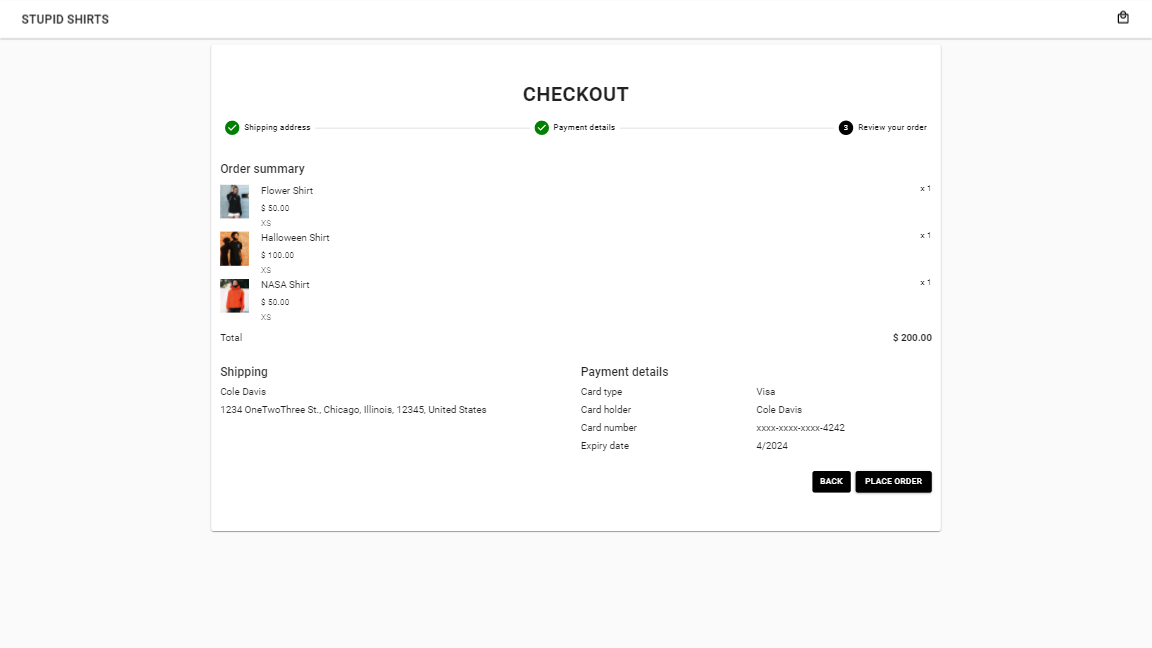 STUPID SHIRTS
CHECKOUT
Shipping address
Payment details
3 Review your order
Order summary
Flower Shirt x 1
$ 50.00
XS
Halloween Shirt x 1
$ 100.00
XS
NASA Shirt x 1
$ 50.00
XS
Total $ 200.00
Shipping
Cole Davis
1234 OneTwoThree St., Chicago, Illinois, 12345, United States
Payment details
Card type Visa
Card holder Cole Davis
Card number xxxx-xxxx-xxxx-4242
Expiry date 4/2024
BACK PLACE ORDER